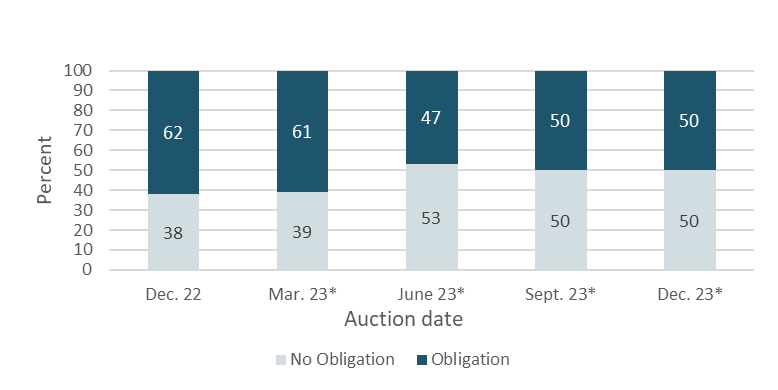 Percent
100
90
80
70
60
50
40
30
20
10
0
62
61
47
50
50
38
39
53
50
50
Dec. 22
Mar. 23*
June 23*
Sept. 23*
Dec. 23*
Auction date
No Obligation
Obligation